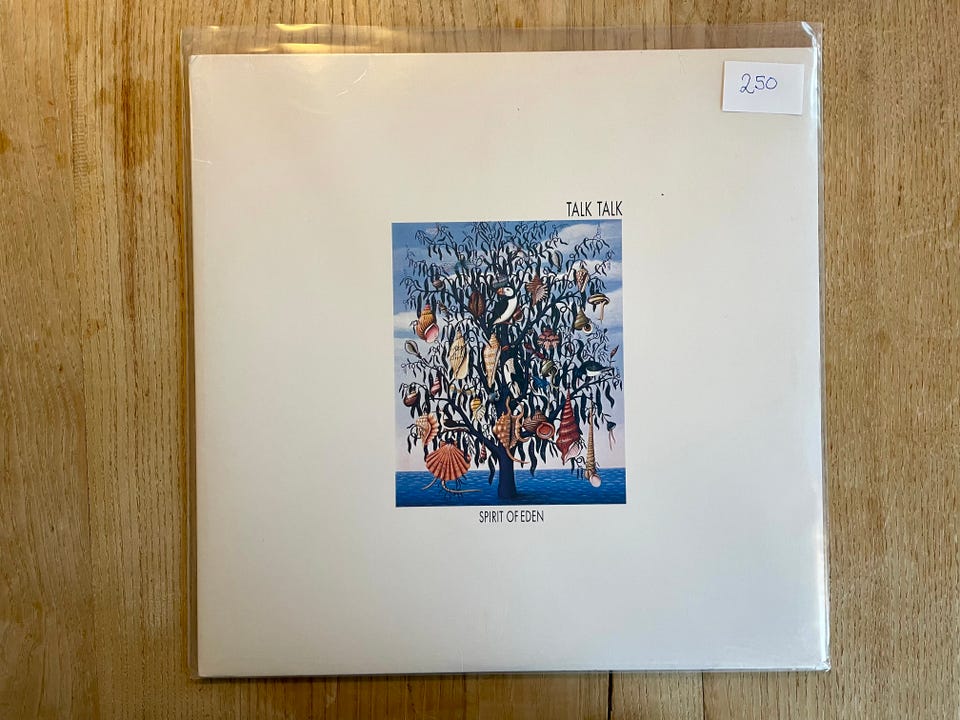 250
TALK TALK
SPIRIT OF EDEN